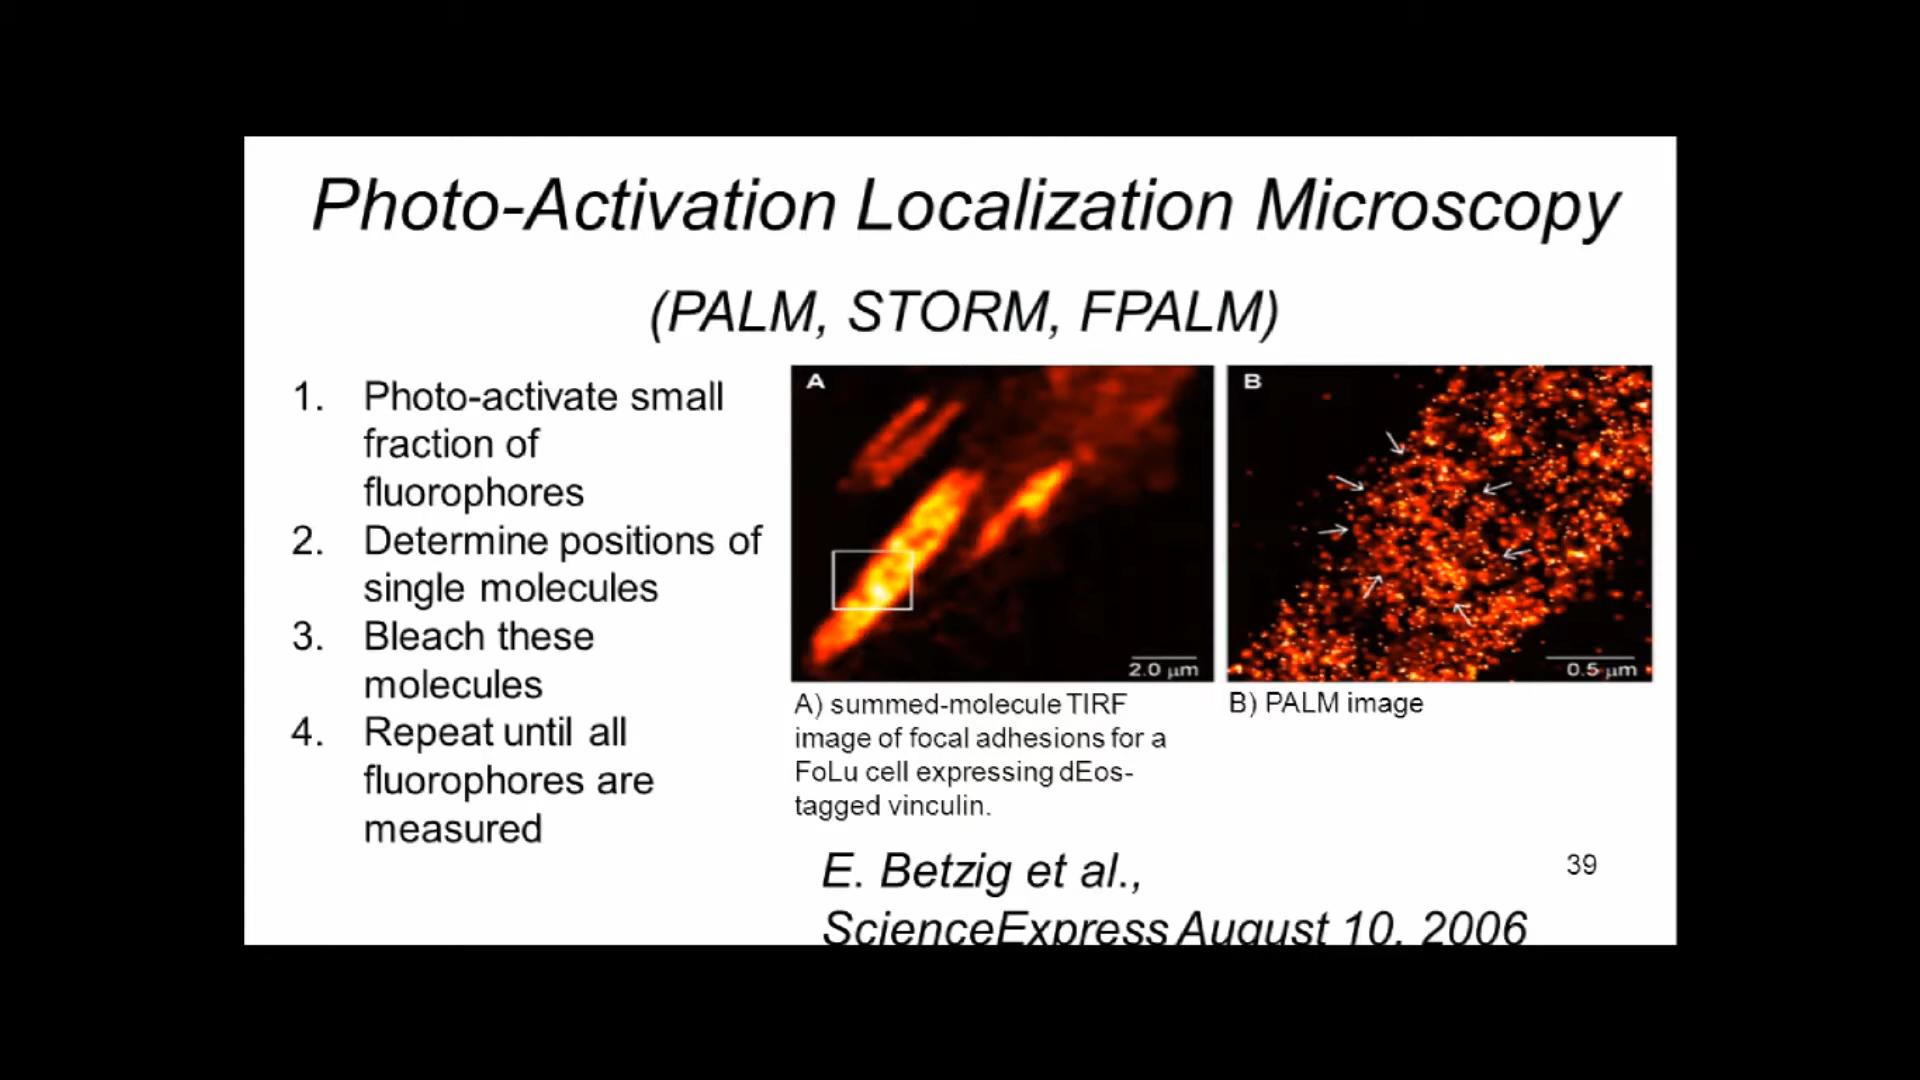 Photo-Activation Localization Microscopy
(PALM, STORM, FPALM)
1. Photo-activate small
fraction of
fluorophores
2. Determine positions of
single molecules
3. Bleach these
molecules
4. Repeat until all
fluorophores are
measured
A
2.0 μm
B
0.5 μm
A) summed-molecule TIRF
image of focal adhesions for a
FoLu cell expressing dEos-
tagged vinculin.
B) PALM image
E. Betzig et al.,
ScienceExpress August 10, 2006
39